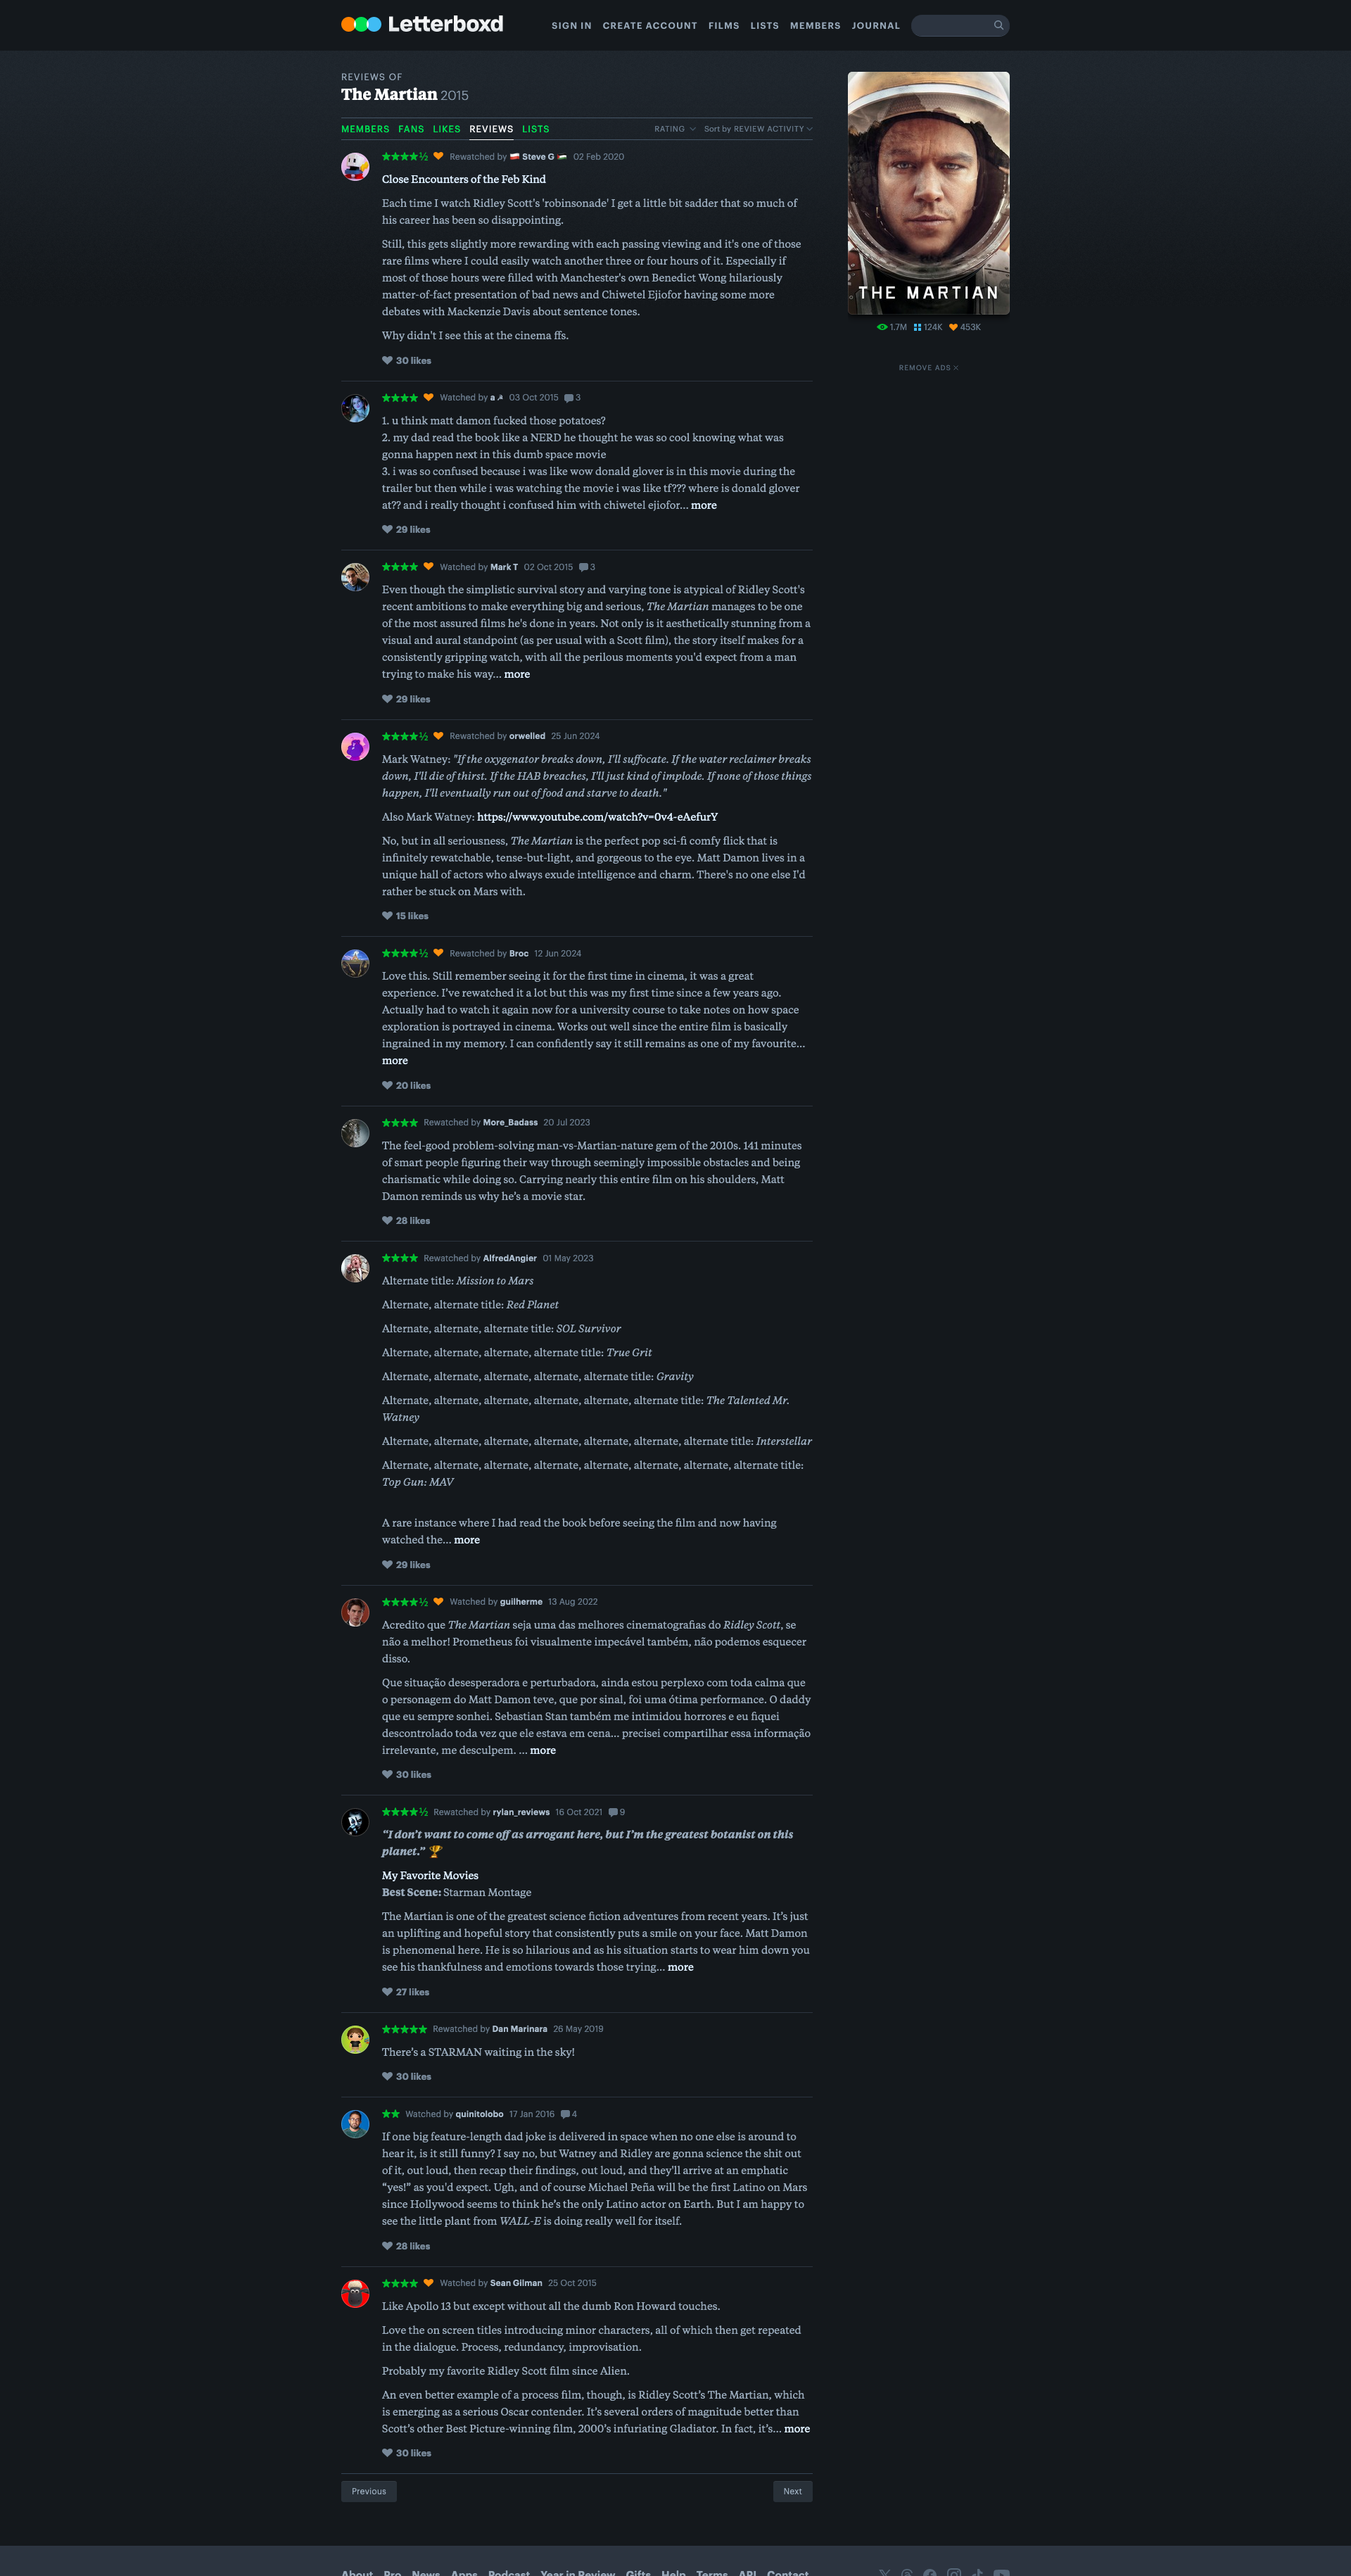 Letterboxd
SIGN IN CREATE ACCOUNT FILMS LISTS MEMBERS JOURNAL
REVIEWS OF
The Martian 2015
MEMBERS FANS LIKES REVIEWS LISTS
RATING Sort by REVIEW ACTIVITY
THE MARTIAN
1.7M 124K 453K
REMOVE ADS
★★★★½ Rewatched by 🇵🇱 Steve G 🇵🇸 02 Feb 2020
Close Encounters of the Feb Kind
Each time I watch Ridley Scott's 'robinsonade' I get a little bit sadder that so much of
his career has been so disappointing.
Still, this gets slightly more rewarding with each passing viewing and it's one of those
rare films where I could easily watch another three or four hours of it. Especially if
most of those hours were filled with Manchester's own Benedict Wong hilariously
matter-of-fact presentation of bad news and Chiwetel Ejiofor having some more
debates with Mackenzie Davis about sentence tones.
Why didn't I see this at the cinema ffs.
30 likes
★★★★ Watched by a ☭ 03 Oct 2015 3
1. u think matt damon fucked those potatoes?
2. my dad read the book like a NERD he thought he was so cool knowing what was
gonna happen next in this dumb space movie
3. i was so confused because i was like wow donald glover is in this movie during the
trailer but then while i was watching the movie i was like tf??? where is donald glover
at?? and i really thought i confused him with chiwetel ejiofor… more
29 likes
★★★★ Watched by Mark T 02 Oct 2015 3
Even though the simplistic survival story and varying tone is atypical of Ridley Scott's
recent ambitions to make everything big and serious, The Martian manages to be one
of the most assured films he's done in years. Not only is it aesthetically stunning from a
visual and aural standpoint (as per usual with a Scott film), the story itself makes for a
consistently gripping watch, with all the perilous moments you'd expect from a man
trying to make his way… more
29 likes
★★★★½ Rewatched by orwelled 25 Jun 2024
Mark Watney: "If the oxygenator breaks down, I'll suffocate. If the water reclaimer breaks
down, I'll die of thirst. If the HAB breaches, I'll just kind of implode. If none of those things
happen, I'll eventually run out of food and starve to death."
Also Mark Watney: https://www.youtube.com/watch?v=0v4-eAefurY
No, but in all seriousness, The Martian is the perfect pop sci-fi comfy flick that is
infinitely rewatchable, tense-but-light, and gorgeous to the eye. Matt Damon lives in a
unique hall of actors who always exude intelligence and charm. There's no one else I'd
rather be stuck on Mars with.
15 likes
★★★★½ Rewatched by Broc 12 Jun 2024
Love this. Still remember seeing it for the first time in cinema, it was a great
experience. I’ve rewatched it a lot but this was my first time since a few years ago.
Actually had to watch it again now for a university course to take notes on how space
exploration is portrayed in cinema. Works out well since the entire film is basically
ingrained in my memory. I can confidently say it still remains as one of my favourite…
more
20 likes
★★★★ Rewatched by More_Badass 20 Jul 2023
The feel-good problem-solving man-vs-Martian-nature gem of the 2010s. 141 minutes
of smart people figuring their way through seemingly impossible obstacles and being
charismatic while doing so. Carrying nearly this entire film on his shoulders, Matt
Damon reminds us why he’s a movie star.
28 likes
★★★★ Rewatched by AlfredAngier 01 May 2023
Alternate title: Mission to Mars
Alternate, alternate title: Red Planet
Alternate, alternate, alternate title: SOL Survivor
Alternate, alternate, alternate, alternate title: True Grit
Alternate, alternate, alternate, alternate, alternate title: Gravity
Alternate, alternate, alternate, alternate, alternate, alternate title: The Talented Mr.
Watney
Alternate, alternate, alternate, alternate, alternate, alternate, alternate title: Interstellar
Alternate, alternate, alternate, alternate, alternate, alternate, alternate, alternate title:
Top Gun: MAV
A rare instance where I had read the book before seeing the film and now having
watched the… more
29 likes
★★★★½ Watched by guilherme 13 Aug 2022
Acredito que The Martian seja uma das melhores cinematografias do Ridley Scott, se
não a melhor! Prometheus foi visualmente impecável também, não podemos esquecer
disso.
Que situação desesperadora e perturbadora, ainda estou perplexo com toda calma que
o personagem do Matt Damon teve, que por sinal, foi uma ótima performance. O daddy
que eu sempre sonhei. Sebastian Stan também me intimidou horrores e eu fiquei
descontrolado toda vez que ele estava em cena... precisei compartilhar essa informação
irrelevante, me desculpem. … more
30 likes
★★★★½ Rewatched by rylan_reviews 16 Oct 2021 9
“I don’t want to come off as arrogant here, but I’m the greatest botanist on this
planet.” 🏆
My Favorite Movies
Best Scene: Starman Montage
The Martian is one of the greatest science fiction adventures from recent years. It’s just
an uplifting and hopeful story that consistently puts a smile on your face. Matt Damon
is phenomenal here. He is so hilarious and as his situation starts to wear him down you
see his thankfulness and emotions towards those trying… more
27 likes
★★★★★ Rewatched by Dan Marinara 26 May 2019
There’s a STARMAN waiting in the sky!
30 likes
★★ Watched by quinitolobo 17 Jan 2016 4
If one big feature-length dad joke is delivered in space when no one else is around to
hear it, is it still funny? I say no, but Watney and Ridley are gonna science the shit out
of it, out loud, then recap their findings, out loud, and they’ll arrive at an emphatic
“yes!” as you’d expect. Ugh, and of course Michael Peña will be the first Latino on Mars
since Hollywood seems to think he’s the only Latino actor on Earth. But I am happy to
see the little plant from WALL-E is doing really well for itself.
28 likes
★★★★ Watched by Sean Gilman 25 Oct 2015
Like Apollo 13 but except without all the dumb Ron Howard touches.
Love the on screen titles introducing minor characters, all of which then get repeated
in the dialogue. Process, redundancy, improvisation.
Probably my favorite Ridley Scott film since Alien.
An even better example of a process film, though, is Ridley Scott’s The Martian, which
is emerging as a serious Oscar contender. It’s several orders of magnitude better than
Scott’s other Best Picture-winning film, 2000’s infuriating Gladiator. In fact, it’s… more
30 likes
Previous Next
About Pro News Apps Podcast Year in Review Gifts Help Terms API Contact